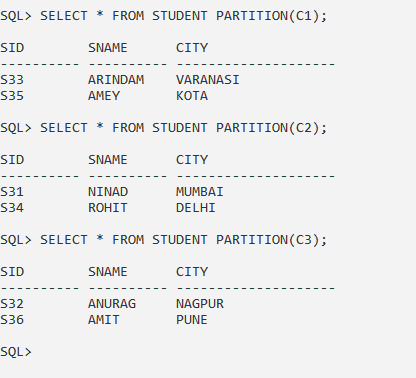 SQL> SELECT * FROM STUDENT PARTITION(C1);
SID        SNAME      CITY
---------- ---------- --------------------
S33        ARINDAM    VARANASI
S35        AMEY       KOTA
SQL> SELECT * FROM STUDENT PARTITION(C2);
SID        SNAME      CITY
---------- ---------- --------------------
S31        NINAD      MUMBAI
S34        ROHIT      DELHI
SQL> SELECT * FROM STUDENT PARTITION(C3);
SID        SNAME      CITY
---------- ---------- --------------------
S32        ANURAG     NAGPUR
S36        AMIT       PUNE
SQL>